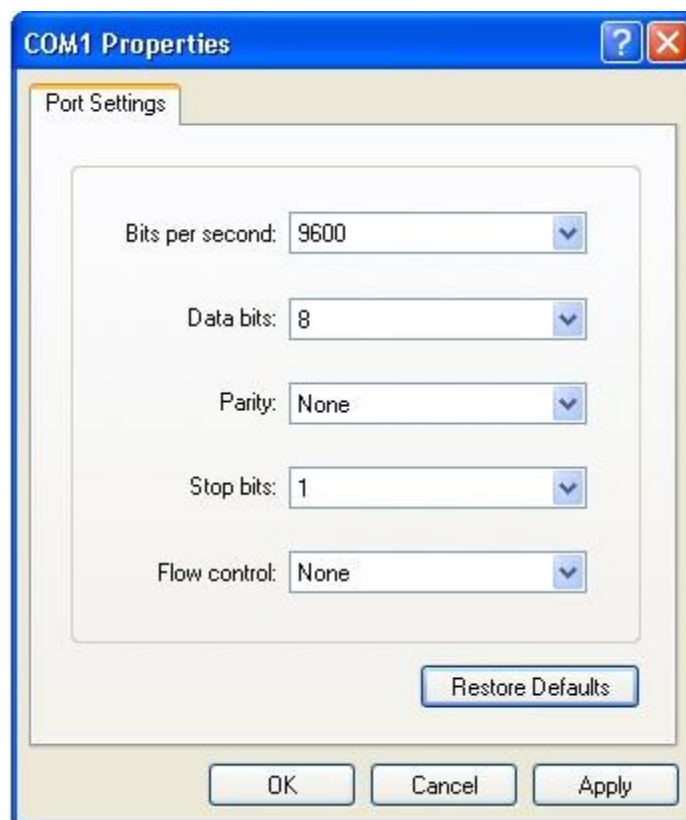 COM1 Properties
Port Settings
Bits per second: 9600
Data bits: 8
Parity: None
Stop bits: 1
Flow control: None
Restore Defaults
OK Cancel Apply